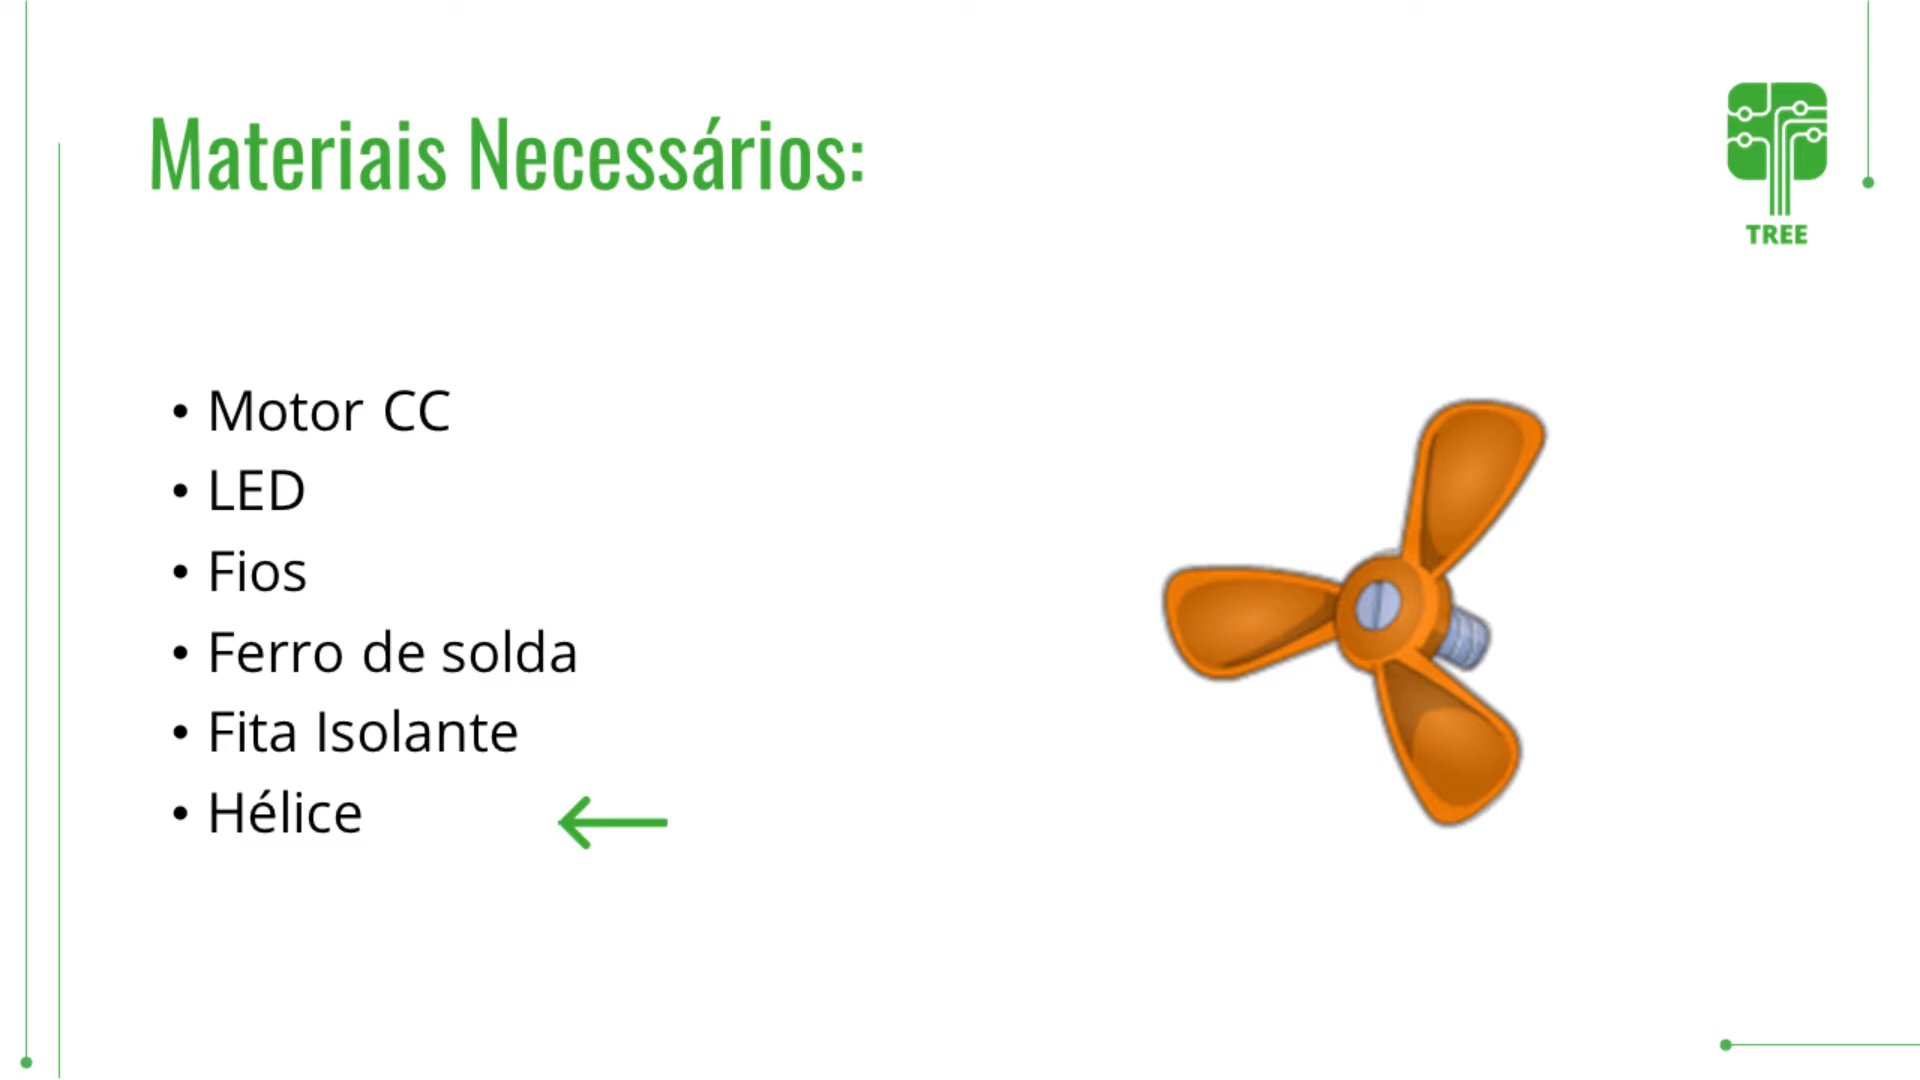 Materiais Necessários:
TREE
• Motor CC
• LED
• Fios
• Ferro de solda
• Fita Isolante
• Hélice